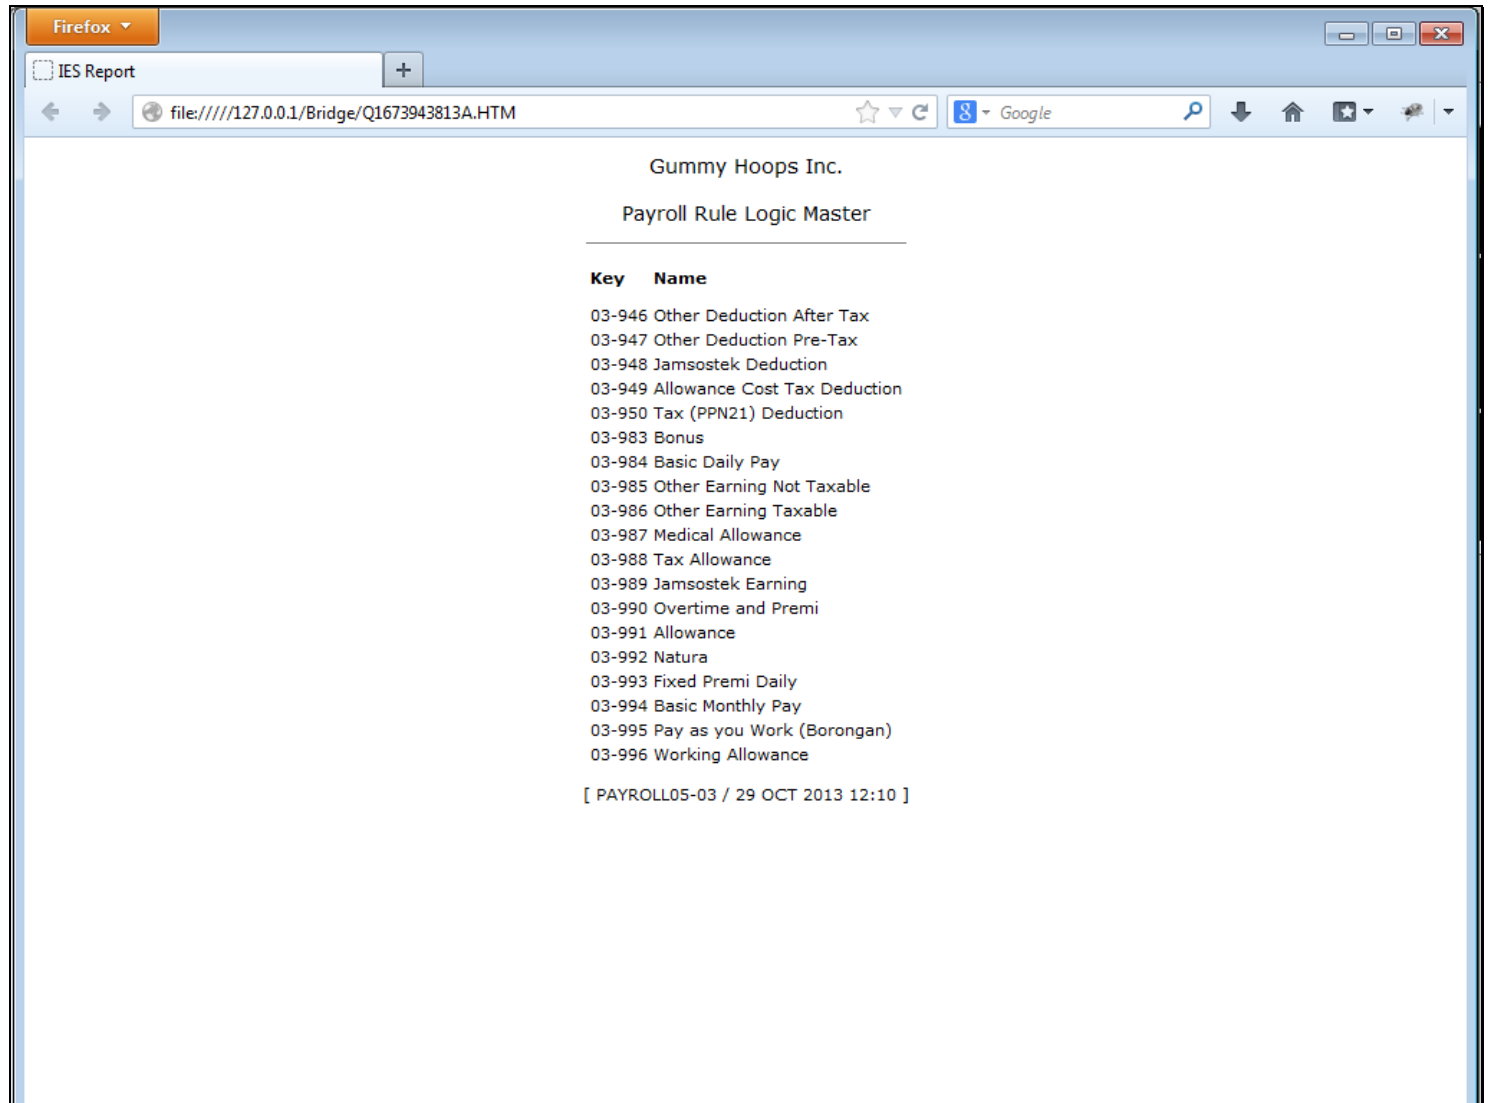 Firefox
IES Report
file://///127.0.0.1/Bridge/Q1673943813A.HTM
Google
Gummy Hoops Inc.
Payroll Rule Logic Master
Key Name
03-946 Other Deduction After Tax
03-947 Other Deduction Pre-Tax
03-948 Jamsostek Deduction
03-949 Allowance Cost Tax Deduction
03-950 Tax (PPN21) Deduction
03-983 Bonus
03-984 Basic Daily Pay
03-985 Other Earning Not Taxable
03-986 Other Earning Taxable
03-987 Medical Allowance
03-988 Tax Allowance
03-989 Jamsostek Earning
03-990 Overtime and Premi
03-991 Allowance
03-992 Natura
03-993 Fixed Premi Daily
03-994 Basic Monthly Pay
03-995 Pay as you Work (Borongan)
03-996 Working Allowance
[ PAYROLL05-03 / 29 OCT 2013 12:10 ]